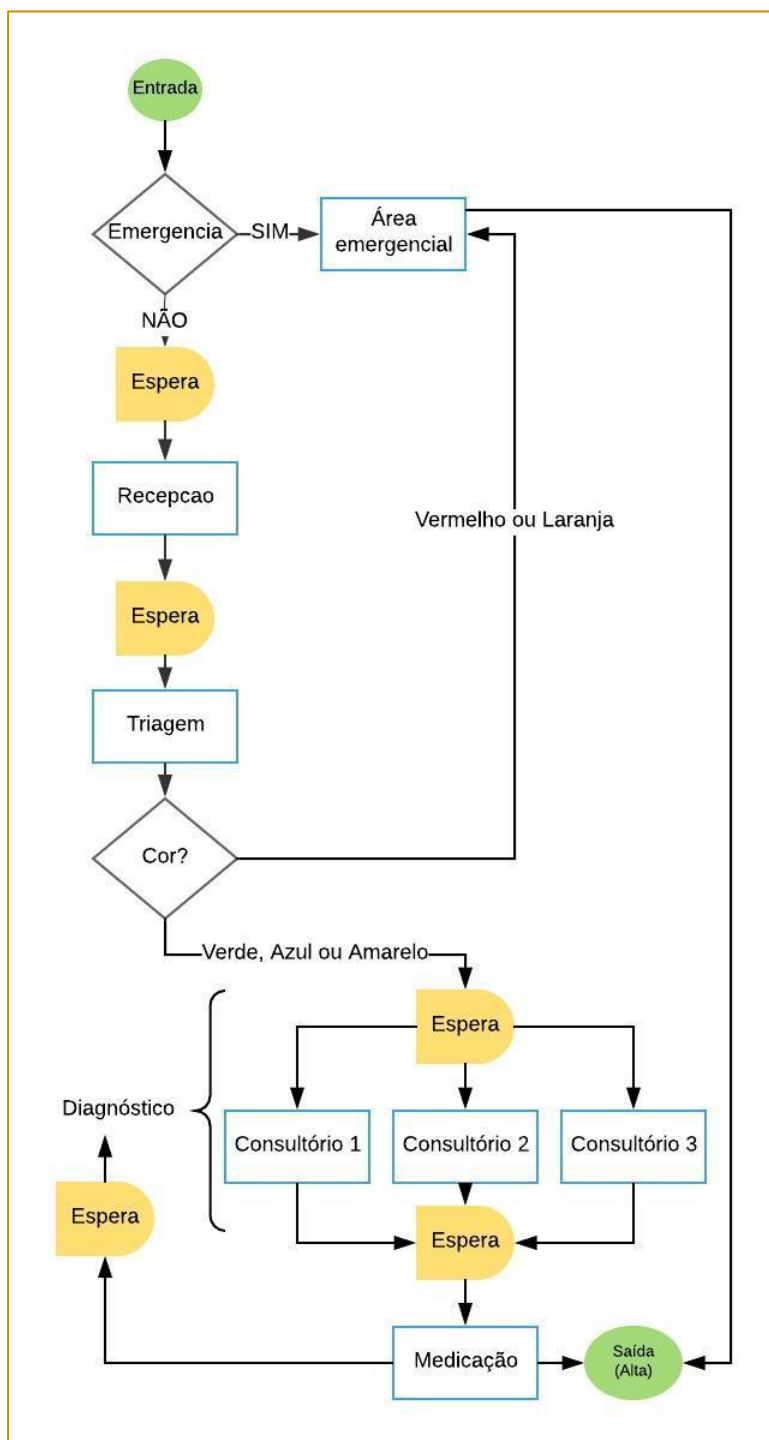 Entrada
Emergencia
SIM
Área
emergencial
NÃO
Espera
Recepcao
Vermelho ou Laranja
Espera
Triagem
Cor?
Verde, Azul ou Amarelo
Espera
Diagnóstico
Consultório 1
Consultório 2
Consultório 3
Espera
Espera
Medicação
Saída
(Alta)